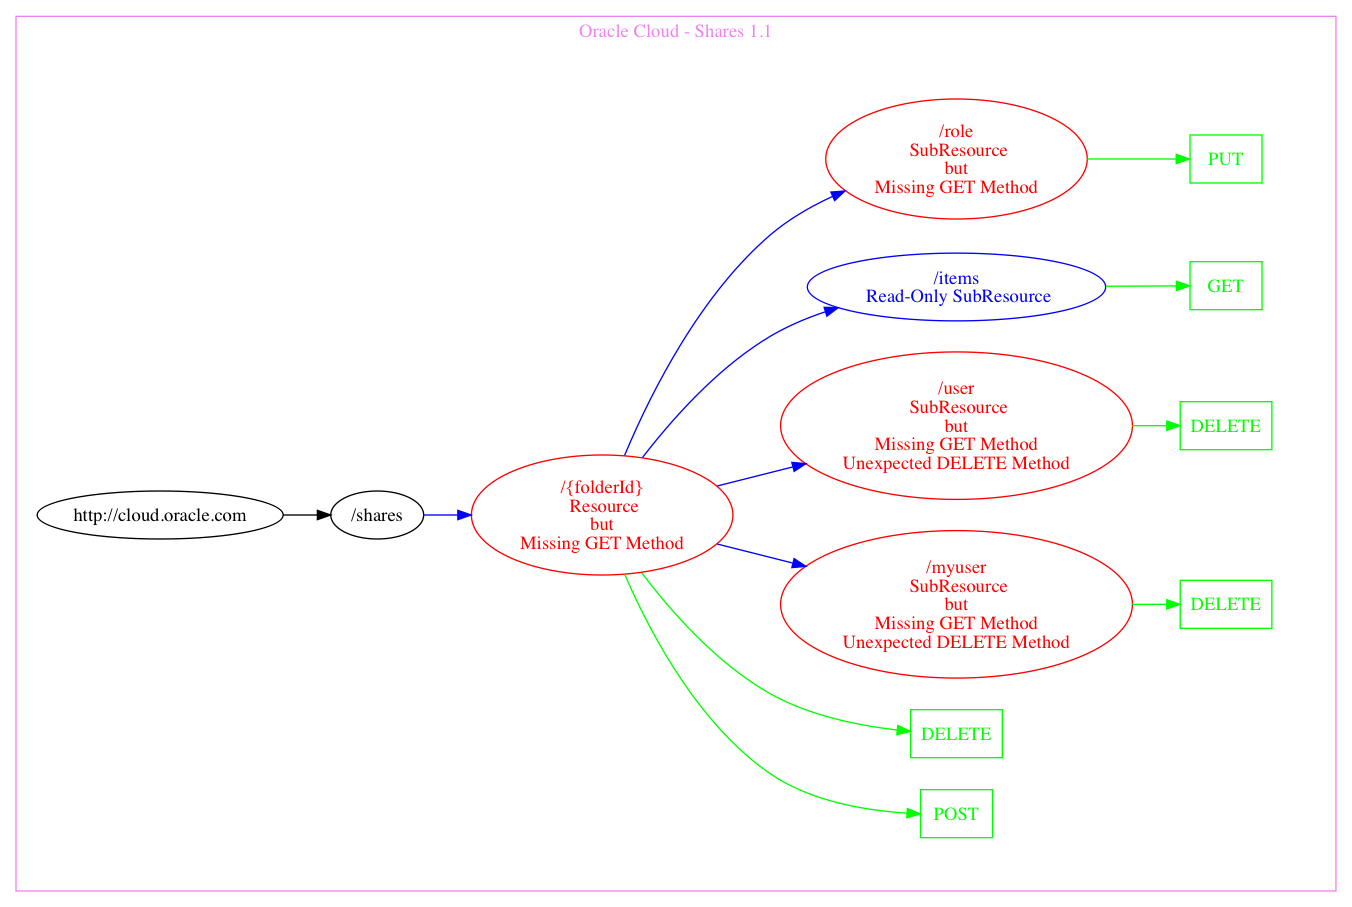 Oracle Cloud - Shares 1.1
/role
SubResource
but
Missing GET Method
PUT
/items
Read-Only SubResource
GET
/user
SubResource
but
Missing GET Method
Unexpected DELETE Method
DELETE
http://cloud.oracle.com
/shares
/{folderId}
Resource
but
Missing GET Method
/myuser
SubResource
but
Missing GET Method
Unexpected DELETE Method
DELETE
DELETE
POST